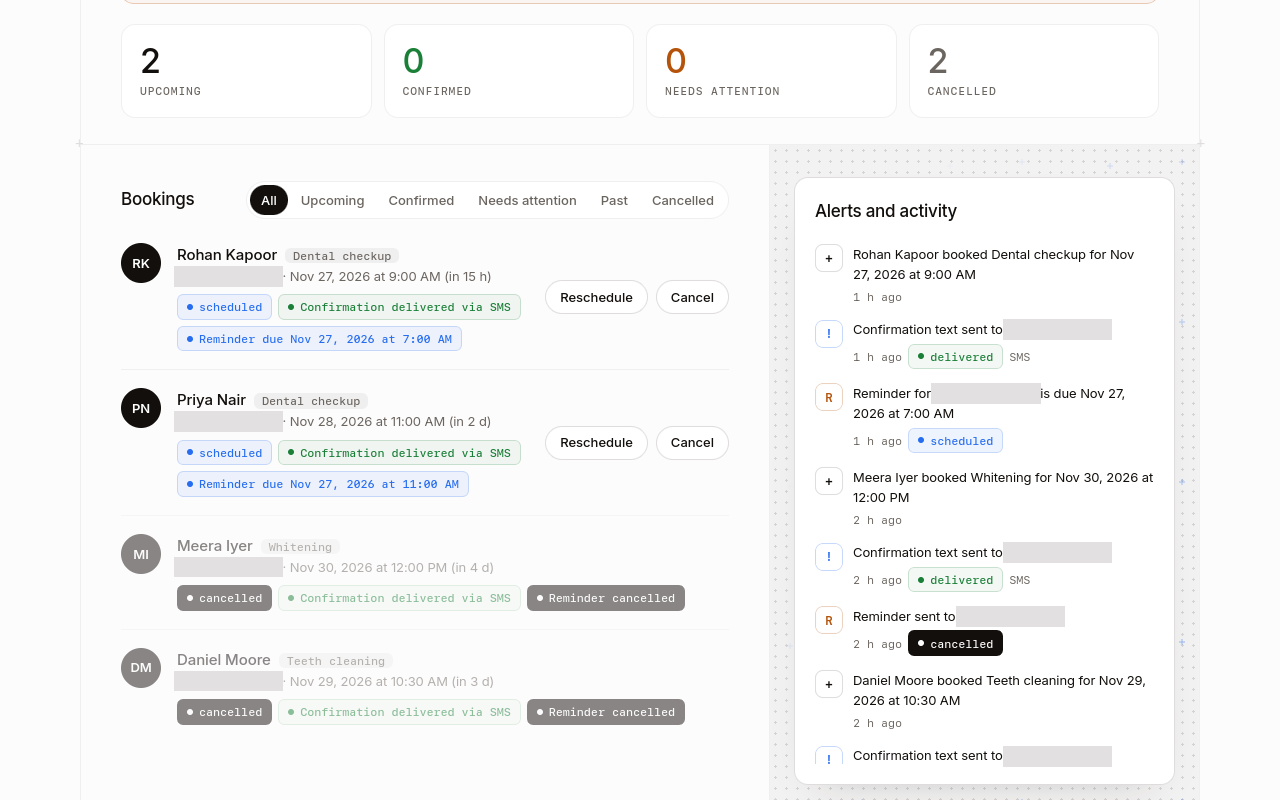 2
UPCOMING
0
CONFIRMED
0
NEEDS ATTENTION
2
CANCELLED
Bookings
All Upcoming Confirmed Needs attention Past Cancelled
RK
Rohan Kapoor Dental checkup
· Nov 27, 2026 at 9:00 AM (in 15 h)
scheduled Confirmation delivered via SMS
Reminder due Nov 27, 2026 at 7:00 AM
Reschedule Cancel
PN
Priya Nair Dental checkup
· Nov 28, 2026 at 11:00 AM (in 2 d)
scheduled Confirmation delivered via SMS
Reminder due Nov 27, 2026 at 11:00 AM
Reschedule Cancel
MI
Meera Iyer Whitening
· Nov 30, 2026 at 12:00 PM (in 4 d)
cancelled Confirmation delivered via SMS Reminder cancelled
DM
Daniel Moore Teeth cleaning
· Nov 29, 2026 at 10:30 AM (in 3 d)
cancelled Confirmation delivered via SMS Reminder cancelled
Alerts and activity
+ Rohan Kapoor booked Dental checkup for Nov
27, 2026 at 9:00 AM
1 h ago
! Confirmation text sent to
1 h ago delivered SMS
R Reminder for is due Nov 27,
2026 at 7:00 AM
1 h ago scheduled
+ Meera Iyer booked Whitening for Nov 30, 2026 at
12:00 PM
2 h ago
! Confirmation text sent to
2 h ago delivered SMS
R Reminder sent to
2 h ago cancelled
+ Daniel Moore booked Teeth cleaning for Nov 29,
2026 at 10:30 AM
2 h ago
! Confirmation text sent to